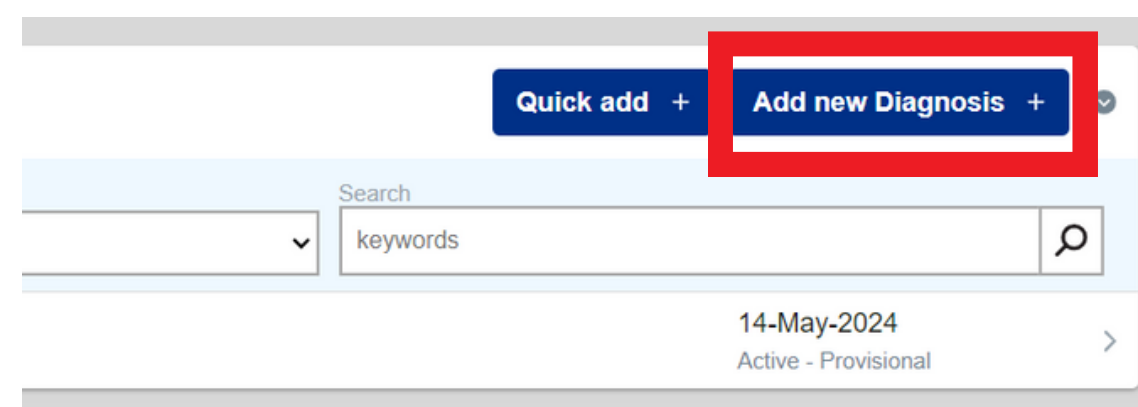 Quick add + Add new Diagnosis +
Search
keywords
14-May-2024
Active - Provisional